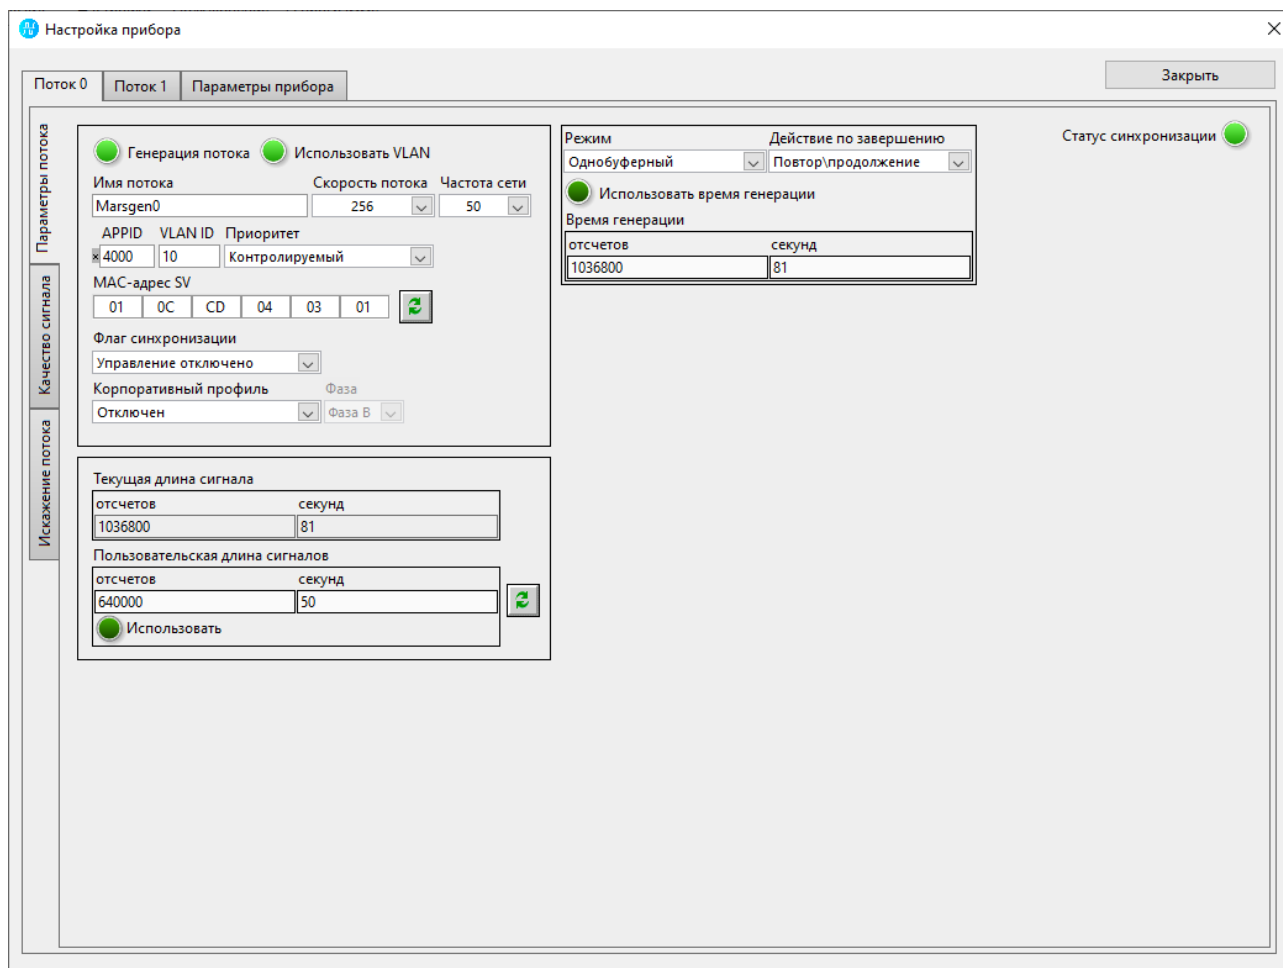 Настройка прибора
Закрыть
Поток 0 Поток 1 Параметры прибора
Параметры потока
Качество сигнала
Искажение потока
Генерация потока Использовать VLAN
Имя потока Скорость потока Частота сети
Marsgen0 256 50
APPID VLAN ID Приоритет
x 4000 10 Контролируемый
MAC-адрес SV
01 0C CD 04 03 01
Флаг синхронизации
Управление отключено
Корпоративный профиль Фаза
Отключен Фаза B
Текущая длина сигнала
отсчетов секунд
1036800 81
Пользовательская длина сигналов
отсчетов секунд
640000 50
Использовать
Режим Действие по завершению
Однобуферный Повтор\продолжение
Использовать время генерации
Время генерации
отсчетов секунд
1036800 81
Статус синхронизации